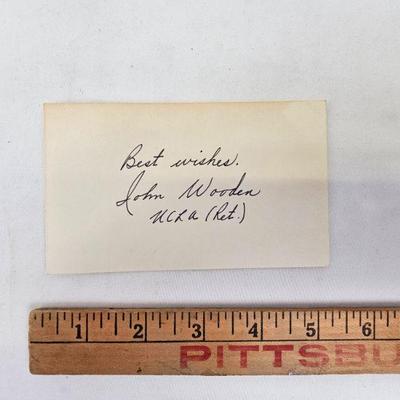 Best wishes.
John Wooden
UCLA (Ret.)
1 2 3 4 5 6
PITTSBU